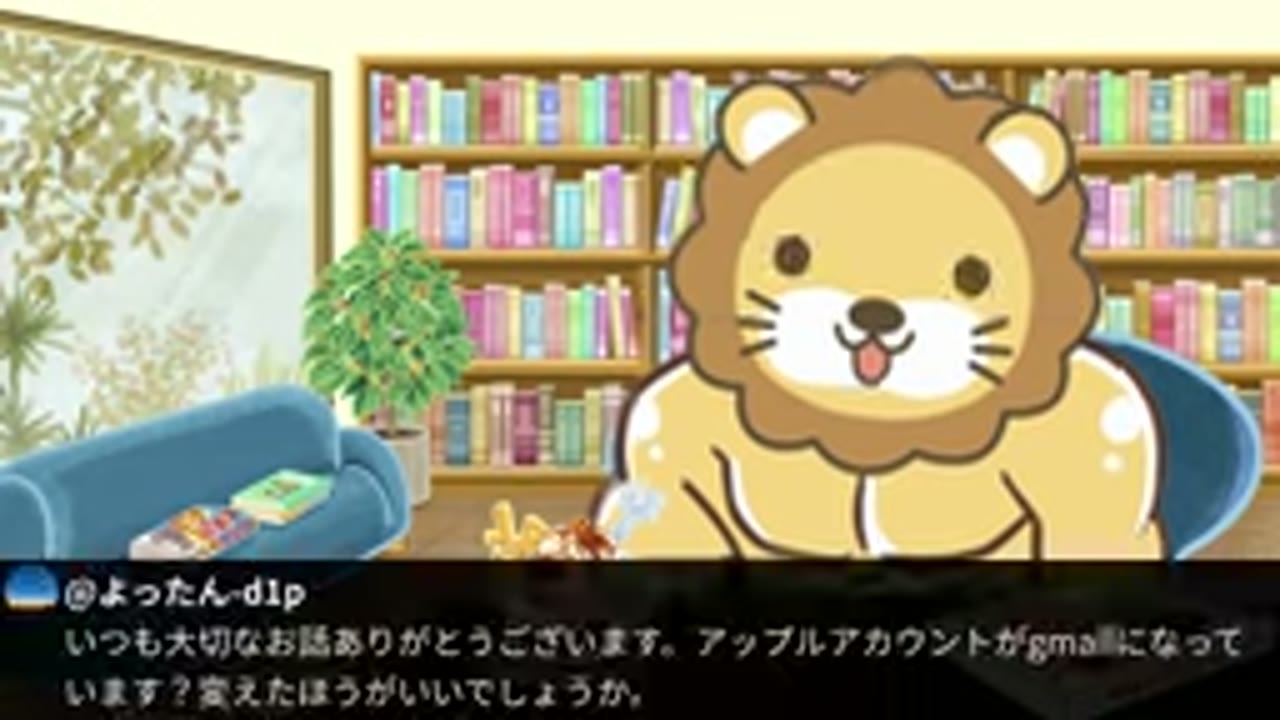 @よったん-d1p
いつも大切なお話ありがとうございます。アップルアカウントがgmailになって
います？変えたほうがいいでしょうか。